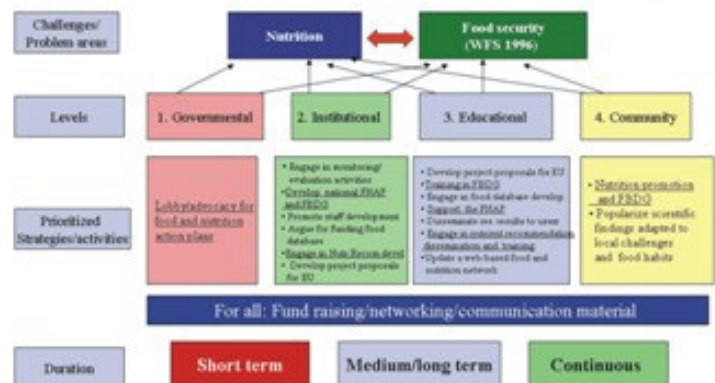 Challenges/
Problem areas
Nutrition
Food security
(WFS 1996)
Levels
1. Governmental
2. Institutional
3. Educational
4. Community
Prioritized
Strategies/activities
Lobby/advocacy for
food and nutrition
action plans
• Engage in monitoring/
evaluation activities
• Develop national FNAP
and FBDG
• Promote staff development
• Argue for funding food
database
• Engage in Nutr.Recom devel
• Develop project proposals
for EU
• Develop project proposals for EU
• Training in FBDG
• Engage in food database develop
• Support the FNAP
• Disseminate res. results to users
• Engage in nutrient recommendation
dissemination and training
• Update a web based food and
nutrition network
• Nutrition promotion
and FBDG
• Popularize scientific
findings adapted to
local challenges
and food habits
For all: Fund raising/networking/communication material
Duration
Short term
Medium/long term
Continuous